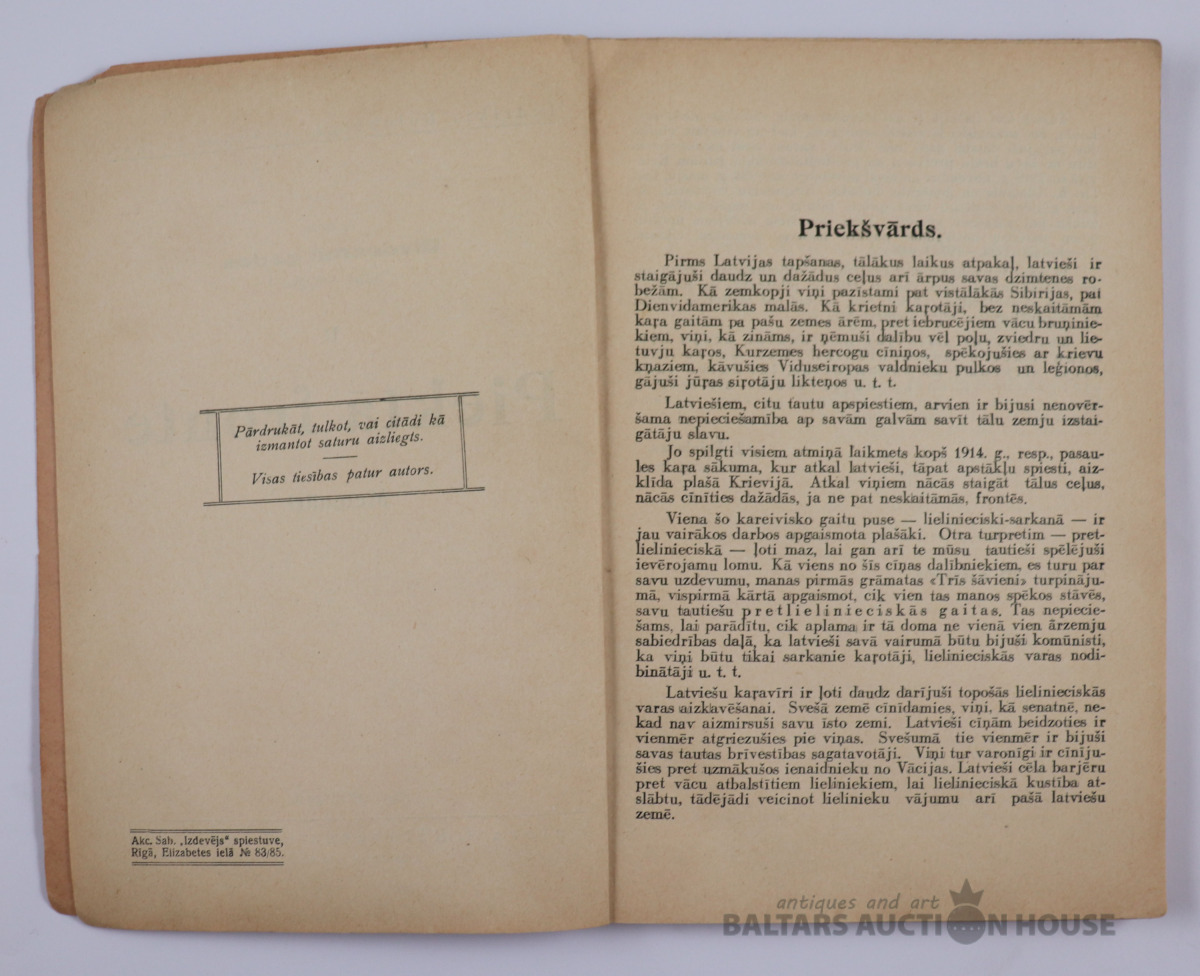 Pārdrukāt, tulkot, vai citādi kā
izmantot saturu aizliegts.
Visas tiesības patur autors.
Akc. Sab. „Izdevējs“ spiestuve,
Rīgā, Elizabetes ielā № 83/85.
Priekšvārds.
Pirms Latvijas tapšanas, tālākus laikus atpakaļ, latvieši ir
staigājuši daudz un dažādus ceļus arī ārpus savas dzimtenes ro-
bežām. Kā zemkopji viņi pazīstami pat vistālākās Sibirijas, pat
Dienvidamerikas malās. Kā krietni kaŗotāji, bez neskaitāmām
kaŗa gaitām pa pašu zemes ārēm, pret iebrucējiem vācu bruņinie-
kiem, viņi, kā zināms, ir ņēmuši dalību vēl poļu, zviedru un lie-
tuvju kaŗos, Kurzemes hercogu cīniņos, spēkojušies ar krievu
kņaziem, kāvušies Viduseiropas valdnieku pulkos un leģionos,
gājuši jūŗas siŗotāju likteņos u. t. t.
Latviešiem, citu tautu apspiestiem, arvien ir bijusi nenovēr-
šama nepieciešamība ap savām galvām savīt tālu zemju izstai-
gātāju slavu.
Jo spilgti visiem atmiņā laikmets kopš 1914. g., resp., pasau-
les kaŗa sākuma, kur atkal latvieši, tāpat apstākļu spiesti, aiz-
klīda plašā Krievijā. Atkal viņiem nācās staigāt tālus ceļus,
nācās cīnīties dažādās, ja ne pat neskaitāmās, frontēs.
Viena šo kareivisko gaitu puse — lielinieciski-sarkanā — ir
jau vairākos darbos apgaismota plašāki. Otra turpretim — pret-
lielinieciskā — ļoti maz, lai gan arī te mūsu tautieši spēlējuši
ievērojamu lomu. Kā viens no šīs cīņas dalībniekiem, es turu par
savu uzdevumu, manas pirmās grāmatas «Trīs šāvieni» turpināju-
mā, vispirmā kārtā apgaismot, cik vien tas manos spēkos stāvēs,
savu tautiešu pretlielinieciskās gaitas. Tas nepiecie-
šams, lai parādītu, cik aplama ir tā doma ne vienā vien ārzemju
sabiedrības daļā, ka latvieši savā vairumā būtu bijuši komūnisti,
ka viņi būtu tikai sarkanie kaŗotāji, lielinieciskās varas nodi-
binātāji u. t. t.
Latviešu kaŗavīri ir ļoti daudz darījuši topošās lielinieciskās
varas aizkavēšanai. Svešā zemē cīnīdamies, viņi, kā senatnē, ne-
kad nav aizmirsuši savu īsto zemi. Latvieši cīņām beidzoties ir
vienmēr atgriezušies pie viņas. Svešumā tie vienmēr ir bijuši
savas tautas brīvestības sagatavotāji. Viņi tur varonīgi ir cīnīju-
šies pret uzmākušos ienaidnieku no Vācijas. Latvieši cēla barjēru
pret vācu atbalstītiem lieliniekiem, lai lielinieciskā kustība at-
slābtu, tādējādi veicinot lielinieku vājumu arī pašā latviešu
zemē.
antiques and art
BALTARS AUCTION HOUSE